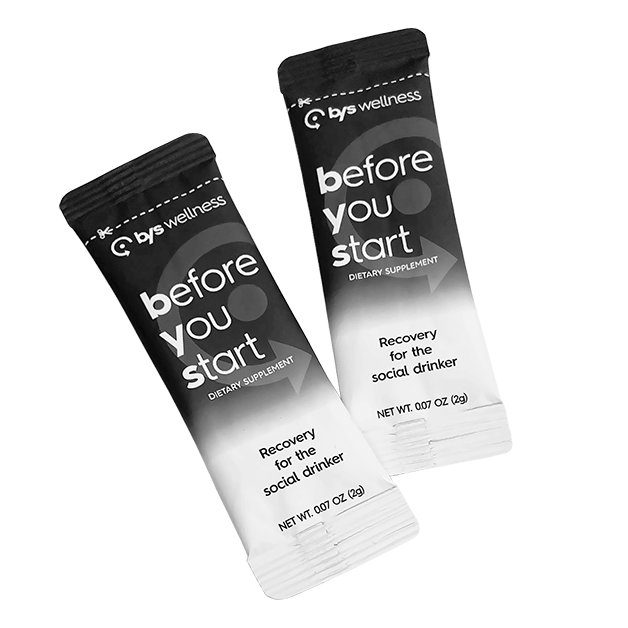 bys wellness
before
you
start
DIETARY SUPPLEMENT
Recovery
for the
social drinker
NET WT. 0.07 OZ (2g)
bys wellness
before
you
start
DIETARY SUPPLEMENT
Recovery
for the
social drinker
NET WT. 0.07 OZ (2g)